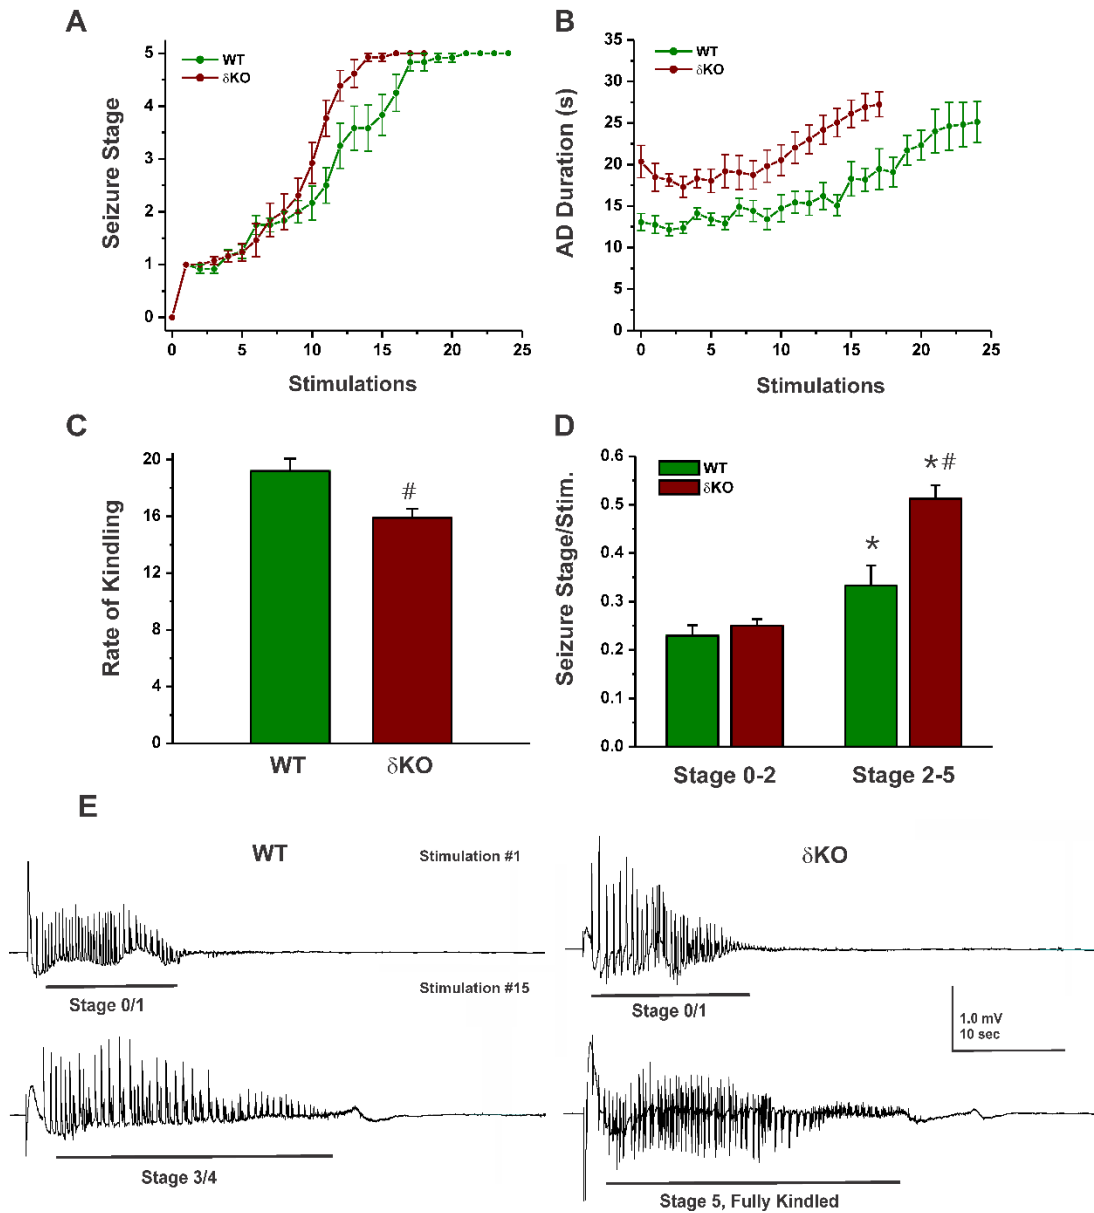 A
WT
δKO
Seizure Stage
5
4
3
2
1
0
0 5 10 15 20 25
Stimulations
B
WT
δKO
AD Duration (s)
35
30
25
20
15
10
5
0
0 5 10 15 20 25
Stimulations
C
Rate of Kindling
20
16
12
8
4
0
#
WT δKO
D
WT
δKO
Seizure Stage/Stim.
0.6
0.5
0.4
0.3
0.2
0.1
0.0
*
*#
Stage 0-2 Stage 2-5
E
WT
Stimulation #1
Stage 0/1
Stimulation #15
Stage 3/4
δKO
Stage 0/1
1.0 mV
10 sec
Stage 5, Fully Kindled